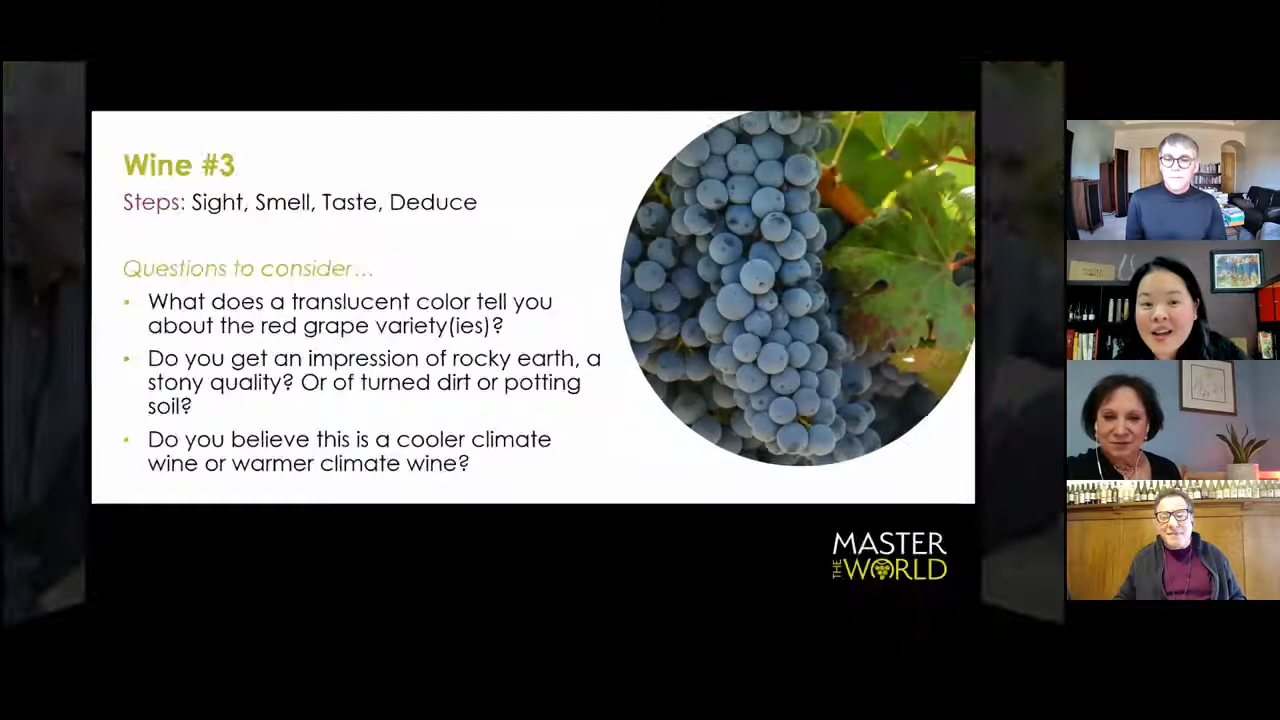 Wine #3
Steps: Sight, Smell, Taste, Deduce
Questions to consider...
▪ What does a translucent color tell you
about the red grape variety(ies)?
▪ Do you get an impression of rocky earth, a
stony quality? Or of turned dirt or potting
soil?
▪ Do you believe this is a cooler climate
wine or warmer climate wine?
MASTER
THE WORLD